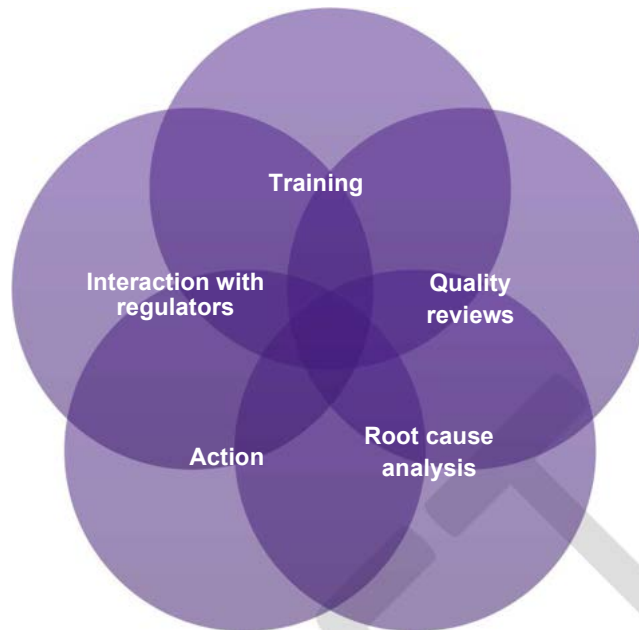 Training
Interaction with
regulators
Quality
reviews
Action
Root cause
analysis